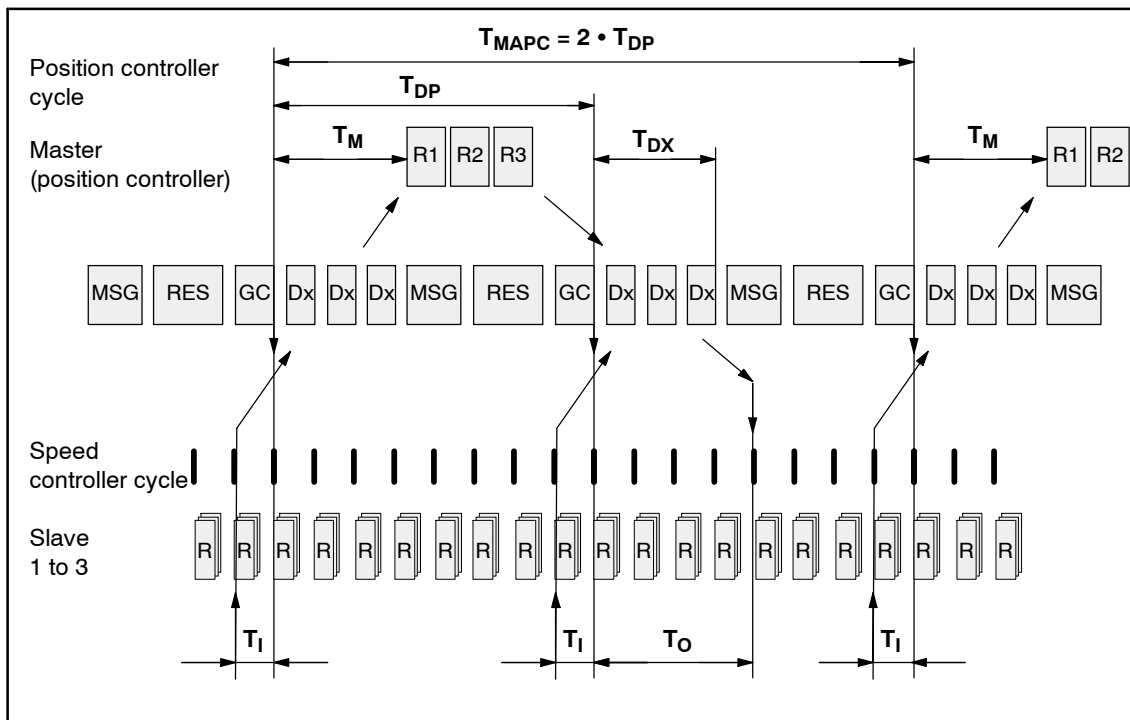 T_MAPC = 2 • T_DP
Position controller
cycle
T_DP
T_M
T_DX
T_M
Master
(position controller)
R1 R2 R3 R1 R2
MSG RES GC Dx Dx Dx MSG RES GC Dx Dx Dx MSG RES GC Dx Dx Dx MSG
Speed
controller cycle
Slave
1 to 3
R R R R R R R R R R R R R R R R R R R R R
T_I T_I T_O T_I